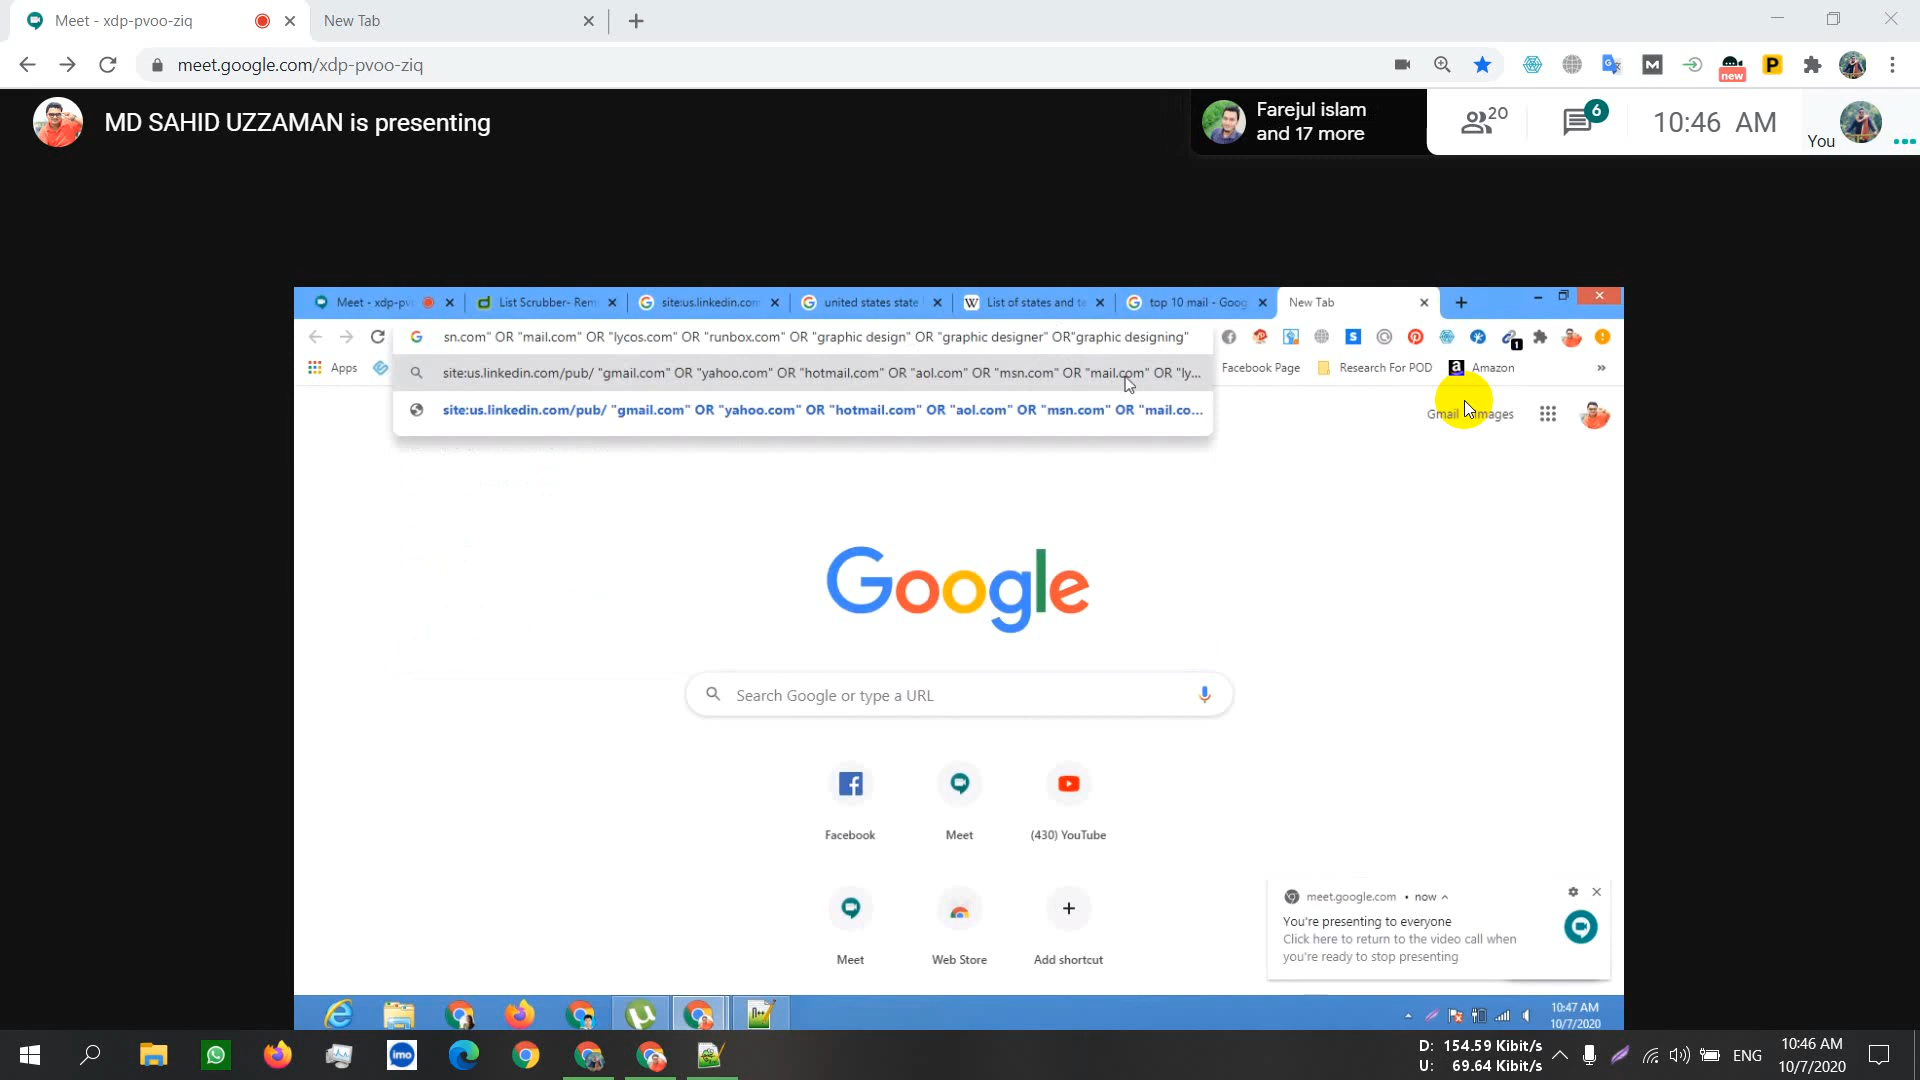 Meet - xdp-pvoo-ziq
New Tab
meet.google.com/xdp-pvoo-ziq
new
MD SAHID UZZAMAN is presenting
Farejul islam
and 17 more
20
6
10:46 AM
You
Meet - xdp-pv
List Scrubber- Rem
site:us.linkedin.com
united states state
List of states and te
top 10 mail - Goog
New Tab
sn.com" OR "mail.com" OR "lycos.com" OR "runbox.com" OR "graphic design" OR "graphic designer" OR"graphic designing"
1
Apps
site:us.linkedin.com/pub/ "gmail.com" OR "yahoo.com" OR "hotmail.com" OR "aol.com" OR "msn.com" OR "mail.com" OR "ly...
Facebook Page
Research For POD
Amazon
site:us.linkedin.com/pub/ "gmail.com" OR "yahoo.com" OR "hotmail.com" OR "aol.com" OR "msn.com" OR "mail.co...
Gmail Images
Google
Search Google or type a URL
Facebook
Meet
(430) YouTube
Meet
Web Store
Add shortcut
meet.google.com • now
You're presenting to everyone
Click here to return to the video call when
you're ready to stop presenting
10:47 AM
10/7/2020
imo
D: 154.59 Kibit/s
U: 69.64 Kibit/s
ENG
10:46 AM
10/7/2020